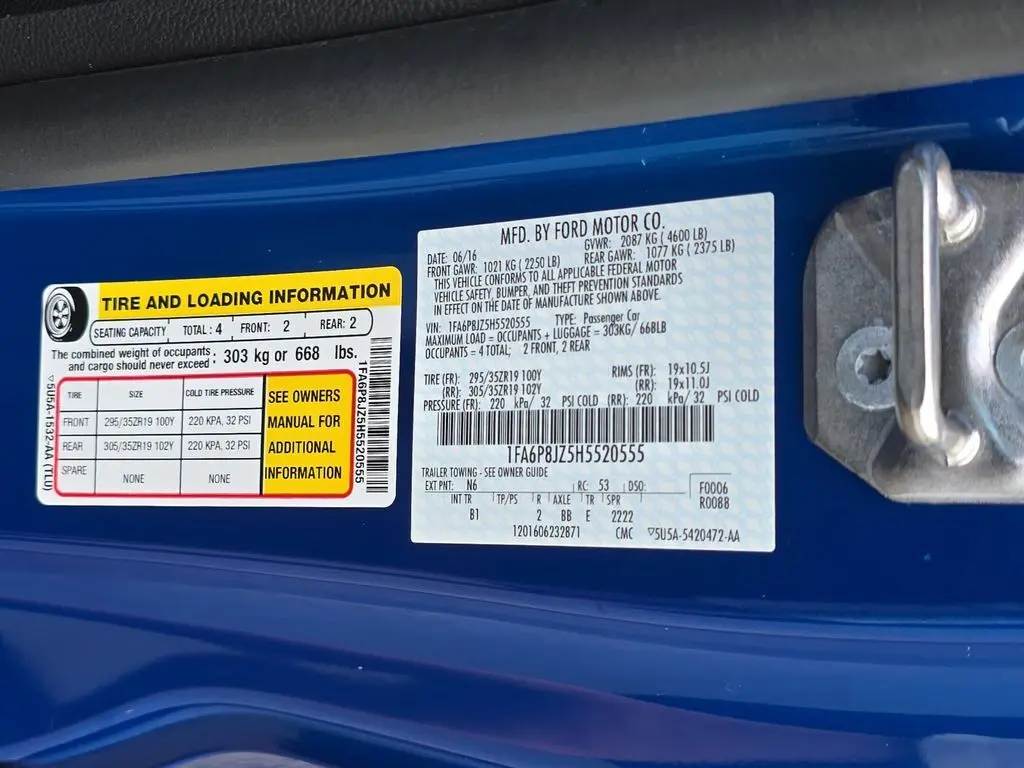 TIRE AND LOADING INFORMATION
SEATING CAPACITY TOTAL: 4 FRONT: 2 REAR: 2
The combined weight of occupants and cargo should never exceed: 303 kg or 668 lbs.
TIRE SIZE COLD TIRE PRESSURE
FRONT 295/35ZR19 100Y 220 KPA, 32 PSI
REAR 305/35ZR19 102Y 220 KPA, 32 PSI
SPARE NONE NONE
SEE OWNERS
MANUAL FOR
ADDITIONAL
INFORMATION
5U5A-1532-AA (TLU)
1FA6P8JZ5H5520555
MFD. BY FORD MOTOR CO.
DATE: 06/16 GVWR: 2087 KG ( 4600 LB)
FRONT GAWR: 1021 KG ( 2250 LB) REAR GAWR: 1077 KG ( 2375 LB)
THIS VEHICLE CONFORMS TO ALL APPLICABLE FEDERAL MOTOR
VEHICLE SAFETY, BUMPER, AND THEFT PREVENTION STANDARDS
IN EFFECT ON THE DATE OF MANUFACTURE SHOWN ABOVE.
VIN: 1FA6P8JZ5H5520555 TYPE: Passenger Car
MAXIMUM LOAD = OCCUPANTS + LUGGAGE = 303KG/ 668LB
OCCUPANTS = 4 TOTAL; 2 FRONT, 2 REAR
TIRE (FR): 295/35ZR19 100Y RIMS (FR): 19x10.5J
(RR): 305/35ZR19 102Y (RR): 19x11.0J
PRESSURE (FR): 220 kPa/ 32 PSI COLD (RR): 220 kPa/ 32 PSI COLD
1FA6P8JZ5H5520555
TRAILER TOWING - SEE OWNER GUIDE
EXT PNT: N6 RC: 53 DSO: F0006
R0088
INT TR TP/PS R AXLE TR SPR
B1 2 BB E 2222
1201606232871 CMC 5U5A-5420472-AA